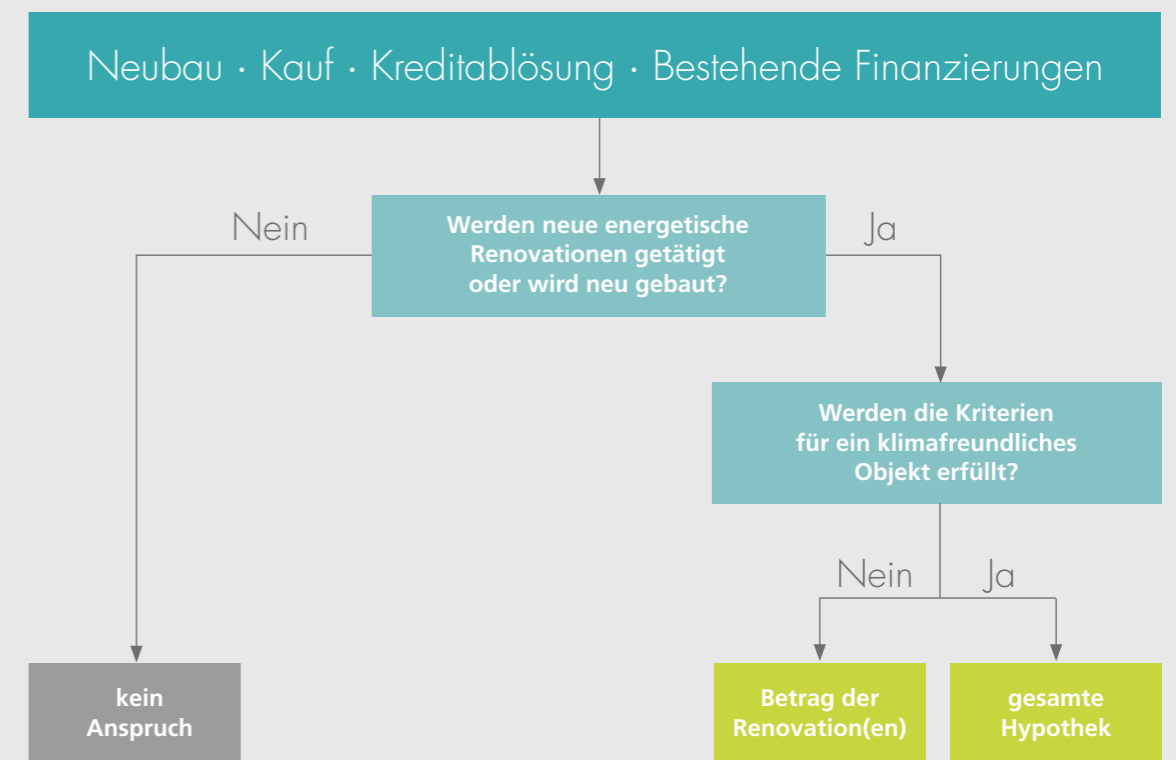 Neubau · Kauf · Kreditablösung · Bestehende Finanzierungen
Nein
Werden neue energetische
Renovationen getätigt
oder wird neu gebaut?
Ja
Werden die Kriterien
für ein klimafreundliches
Objekt erfüllt?
Nein
Ja
kein
Anspruch
Betrag der
Renovation(en)
gesamte
Hypothek